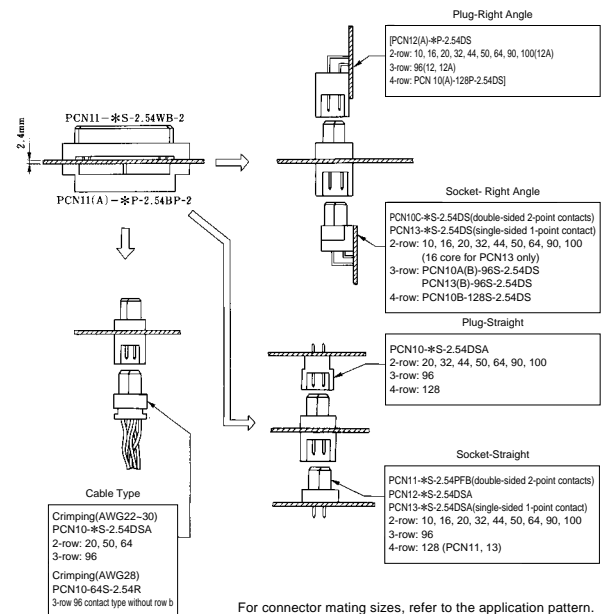 Plug-Right Angle
[PCN12(A)-*P-2.54DS
2-row: 10, 16, 20, 32, 44, 50, 64, 90, 100(12A)
3-row: 96(12, 12A)
4-row: PCN 10(A)-128P-2.54DS]
2.4mm
PCN11-*S-2.54WB-2
PCN11(A)-*P-2.54BP-2
Socket- Right Angle
PCN10C-*S-2.54DS(double-sided 2-point contacts)
PCN13-*S-2.54DS(single-sided 1-point contact)
2-row: 10, 16, 20, 32, 44, 50, 64, 90, 100
(16 core for PCN13 only)
3-row: PCN10A(B)-96S-2.54DS
PCN13(B)-96S-2.54DS
4-row: PCN10B-128S-2.54DS
Plug-Straight
PCN10-*S-2.54DSA
2-row: 20, 32, 44, 50, 64, 90, 100
3-row: 96
4-row: 128
Socket-Straight
PCN11-*S-2.54PFB(double-sided 2-point contacts)
PCN12-*S-2.54DSA
PCN13-*S-2.54DSA(single-sided 1-point contact)
2-row: 10, 16, 20, 32, 44, 50, 64, 90, 100
3-row: 96
4-row: 128 (PCN11, 13)
Cable Type
Crimping(AWG22~30)
PCN10-*S-2.54DSA
2-row: 20, 50, 64
3-row: 96
Crimping(AWG28)
PCN10-64S-2.54R
3-row 96 contact type without row b
For connector mating sizes, refer to the application pattern.